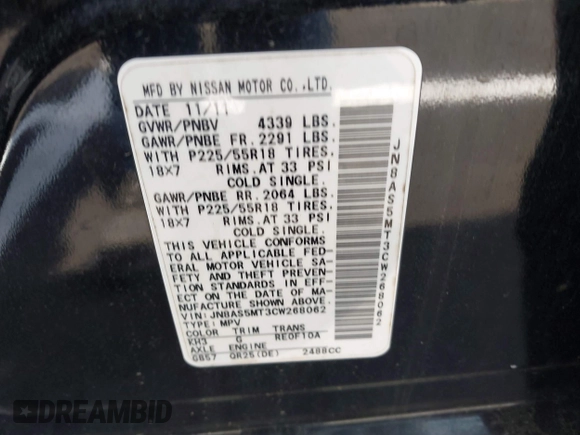 MFD BY NISSAN MOTOR CO.,LTD.
DATE 11/11
GVWR/PNBV 4339 LBS.
GAWR/PNBE FR. 2291 LBS.
WITH P225/55R18 TIRES.
18X7 RIMS.AT 33 PSI
COLD SINGLE.
GAWR/PNBE RR. 2064 LBS.
WITH P225/55R18 TIRES.
18X7 RIMS.AT 33 PSI
COLD SINGLE.
THIS VEHICLE CONFORMS
TO ALL APPLICABLE FED-
ERAL MOTOR VEHICLE SA-
FETY AND THEFT PREVEN-
TION STANDARDS IN EFF-
ECT ON THE DATE OF MA-
NUFACTURE SHOWN ABOVE.
VIN:JN8AS5MT3CW268062
TYPE:MPV
COLOR TRIM TRANS
KH3 G RE0F10A
AXLE ENGINE
GB57 QR25(DE) 2488CC
JN8AS5MT3CW268062
DREAMBID